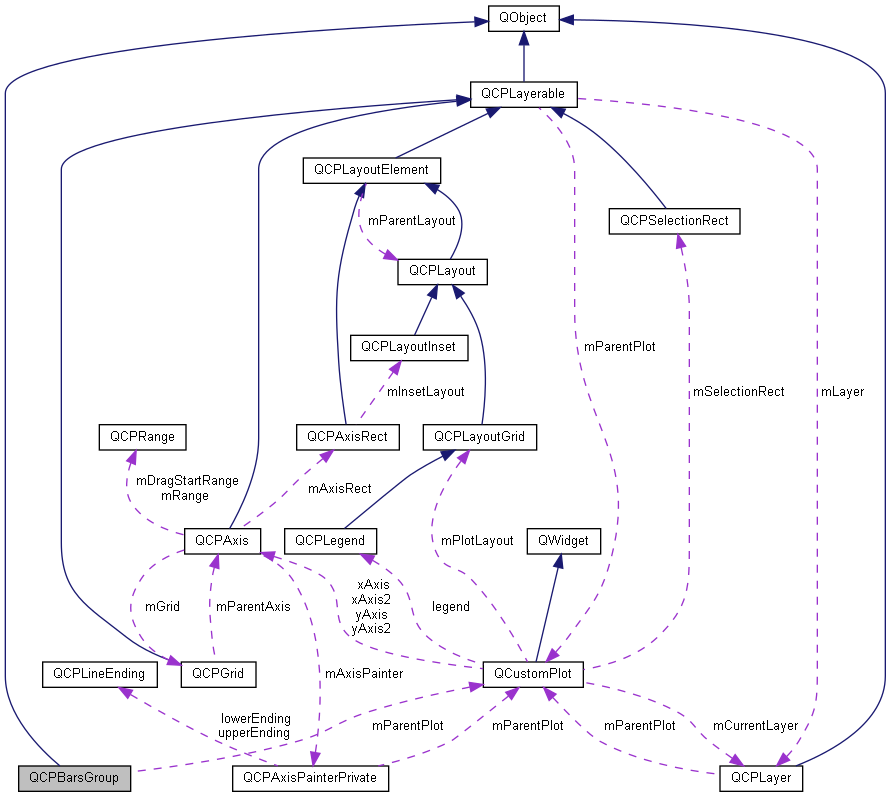 QObject
QCPLayerable
QCPLayoutElement
QCPSelectionRect
mParentLayout
QCPLayout
QCPLayoutInset
mParentPlot
mInsetLayout
mSelectionRect
mLayer
QCPRange
QCPAxisRect
QCPLayoutGrid
mDragStartRange
mRange
mAxisRect
QCPAxis
QCPLegend
mPlotLayout
QWidget
xAxis
xAxis2
yAxis
yAxis2
mGrid
mParentAxis
legend
QCPLineEnding
QCPGrid
mAxisPainter
QCustomPlot
lowerEnding
upperEnding
mParentPlot
mParentPlot
mParentPlot
mCurrentLayer
QCPBarsGroup
QCPAxisPainterPrivate
QCPLayer